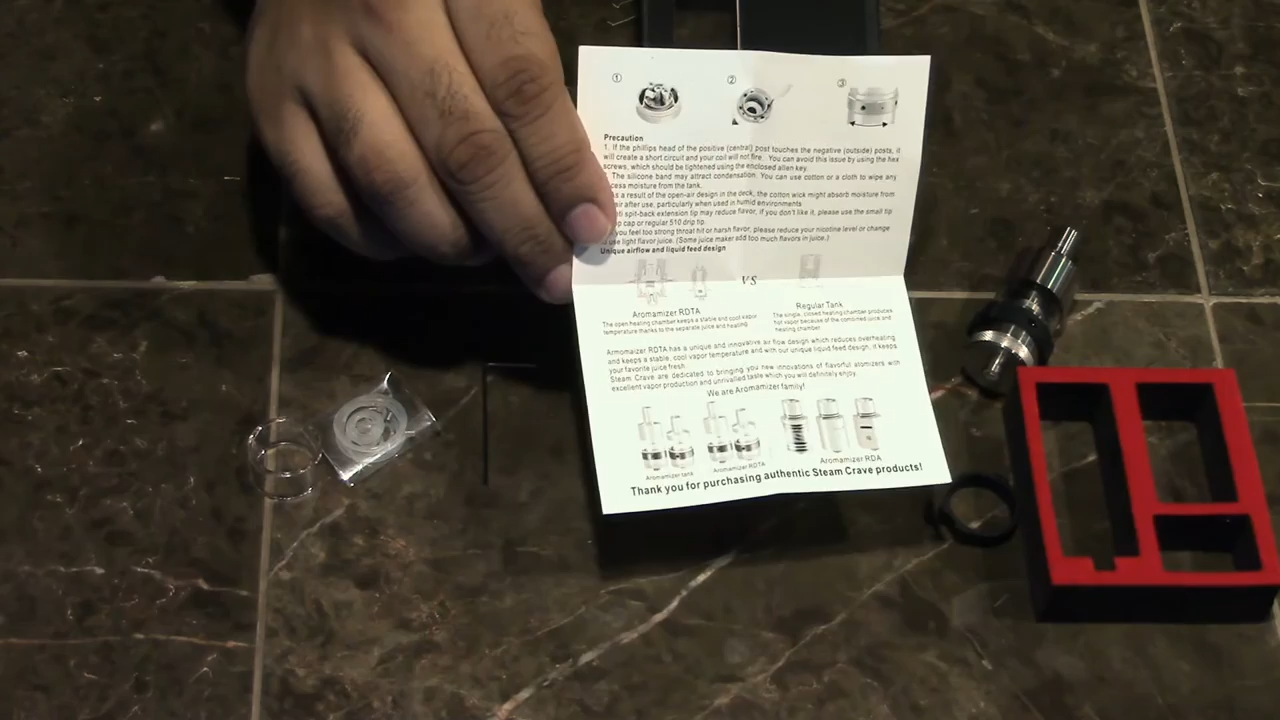 ① ② ③
Precaution
1. If the phillips head of the positive (central) post touches the negative (outside) posts, it
will create a short circuit and your coil will not fire. You can avoid this issue by using the hex
screws, which should be tightened using the enclosed allen key.
The silicone band may attract condensation. You can use cotton or a cloth to wipe any
cess moisture from the tank.
As a result of the open-air design in the deck, the cotton wick might absorb moisture from
air after use, particularly when used in humid environments
spit-back extension tip may reduce flavor, if you don't like it, please use the small tip
cap or regular 510 drip tip.
you feel too strong throat hit or harsh flavor, please reduce your nicotine level or change
use light flavor juice. (Some juice maker add too much flavors in juice.)
Unique airflow and liquid feed design
VS
Aromamizer RDTA
Regular Tank
The open heating chamber keeps a stable and cool vapor
temperature thanks to the separate juice and heating.
The single, closed heating chamber produces
hot vapor because of the combined juice and
heating chamber
Armomaizer RDTA has a unique and innovative air flow design which reduces overheating
and keeps a stable, cool vapor temperature and with our unique liquid feed design, it keeps
your favorite juice fresh.
Steam Crave are dedicated to bringing you new innovations of flavorful atomizers with
excellent vapor production and unrivalled taste which you will definitely enjoy.
We are Aromamizer family!
Aromamizer tank Aromamizer RDTA Aromamizer RDA
Thank you for purchasing authentic Steam Crave products!